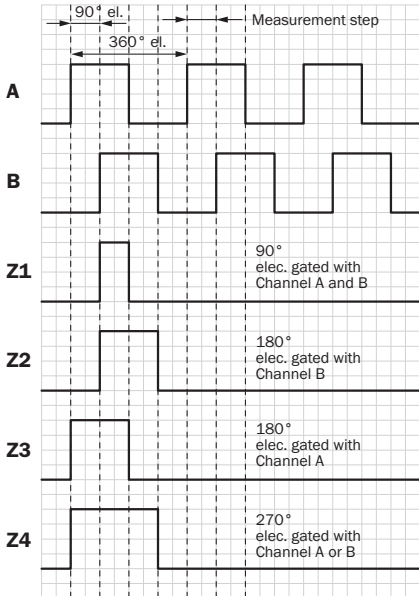 90° el.
Measurement step
360° el.
A
B
Z1
90°
elec. gated with
Channel A and B
Z2
180°
elec. gated with
Channel B
Z3
180°
elec. gated with
Channel A
Z4
270°
elec. gated with
Channel A or B